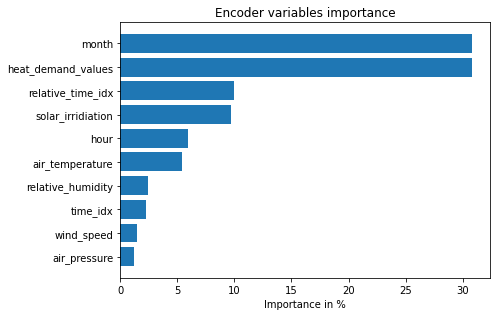 Encoder variables importance
month
heat_demand_values
relative_time_idx
solar_irridiation
hour
air_temperature
relative_humidity
time_idx
wind_speed
air_pressure
0 5 10 15 20 25 30
Importance in %